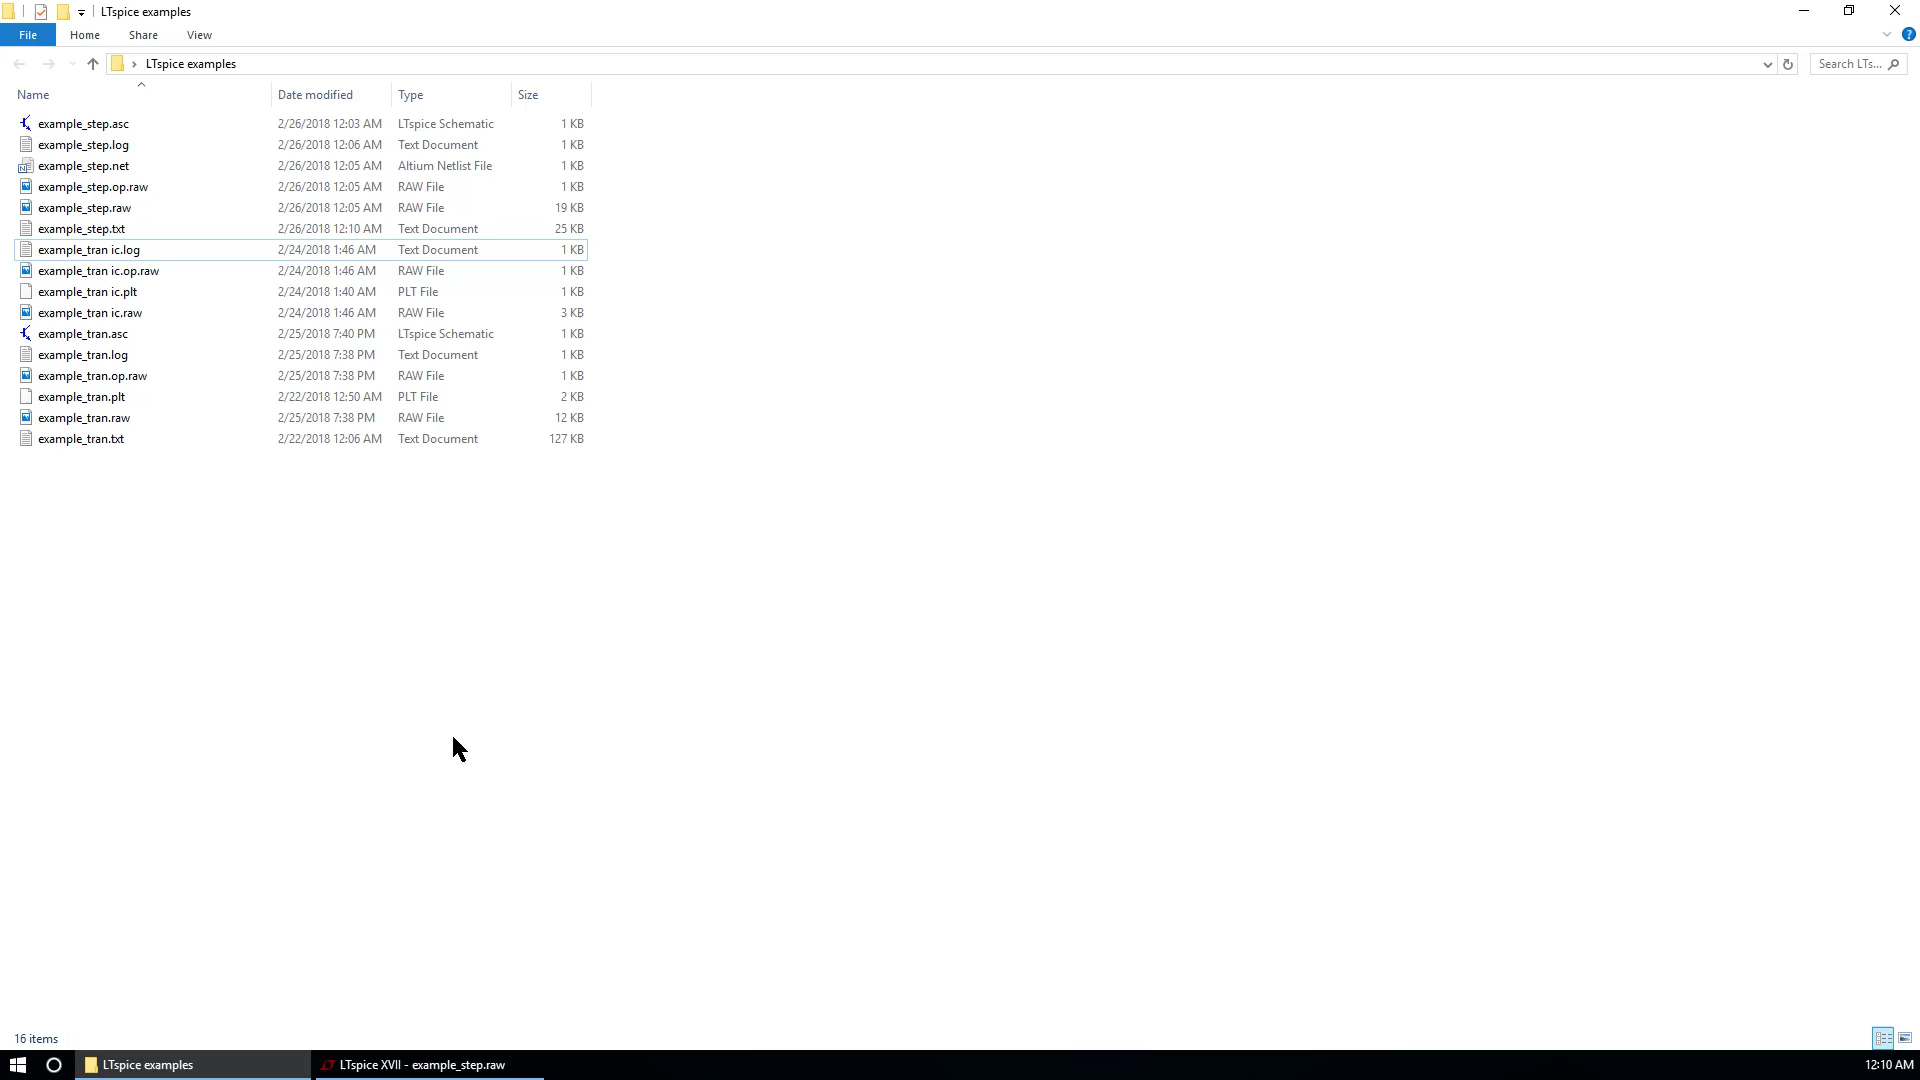 LTspice examples
File Home Share View
LTspice examples Search LTs...
Name Date modified Type Size
example_step.asc 2/26/2018 12:03 AM LTspice Schematic 1 KB
example_step.log 2/26/2018 12:06 AM Text Document 1 KB
example_step.net 2/26/2018 12:05 AM Altium Netlist File 1 KB
example_step.op.raw 2/26/2018 12:05 AM RAW File 1 KB
example_step.raw 2/26/2018 12:05 AM RAW File 19 KB
example_step.txt 2/26/2018 12:10 AM Text Document 25 KB
example_tran ic.log 2/24/2018 1:46 AM Text Document 1 KB
example_tran ic.op.raw 2/24/2018 1:46 AM RAW File 1 KB
example_tran ic.plt 2/24/2018 1:40 AM PLT File 1 KB
example_tran ic.raw 2/24/2018 1:46 AM RAW File 3 KB
example_tran.asc 2/25/2018 7:40 PM LTspice Schematic 1 KB
example_tran.log 2/25/2018 7:38 PM Text Document 1 KB
example_tran.op.raw 2/25/2018 7:38 PM RAW File 1 KB
example_tran.plt 2/22/2018 12:50 AM PLT File 2 KB
example_tran.raw 2/25/2018 7:38 PM RAW File 12 KB
example_tran.txt 2/22/2018 12:06 AM Text Document 127 KB
16 items
LTspice examples LTspice XVII - example_step.raw 12:10 AM